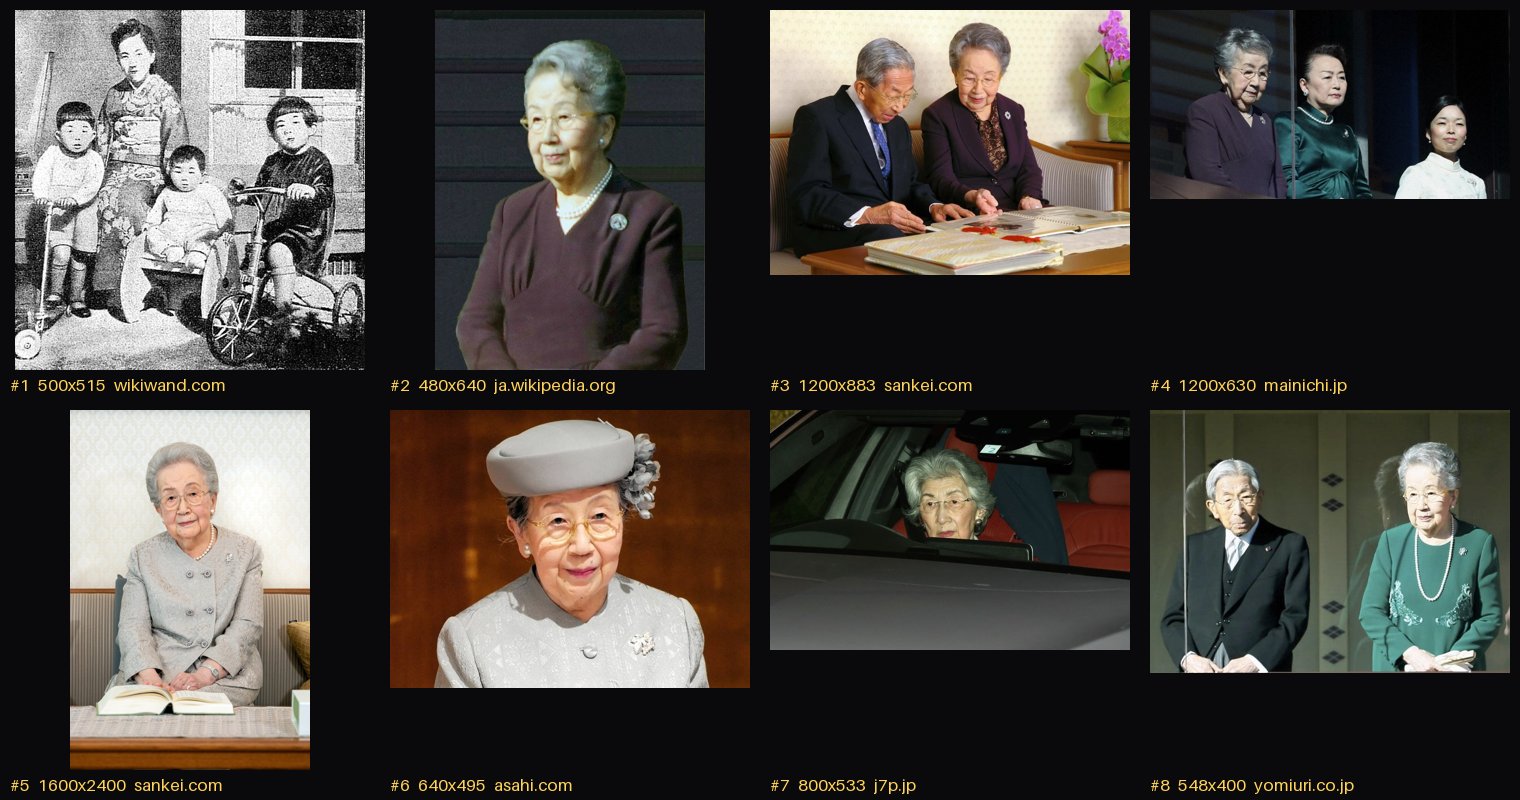 #1 500x515 wikiwand.com
#2 480x640 ja.wikipedia.org
#3 1200x883 sankei.com
#4 1200x630 mainichi.jp
#5 1600x2400 sankei.com
#6 640x495 asahi.com
#7 800x533 j7p.jp
#8 548x400 yomiuri.co.jp